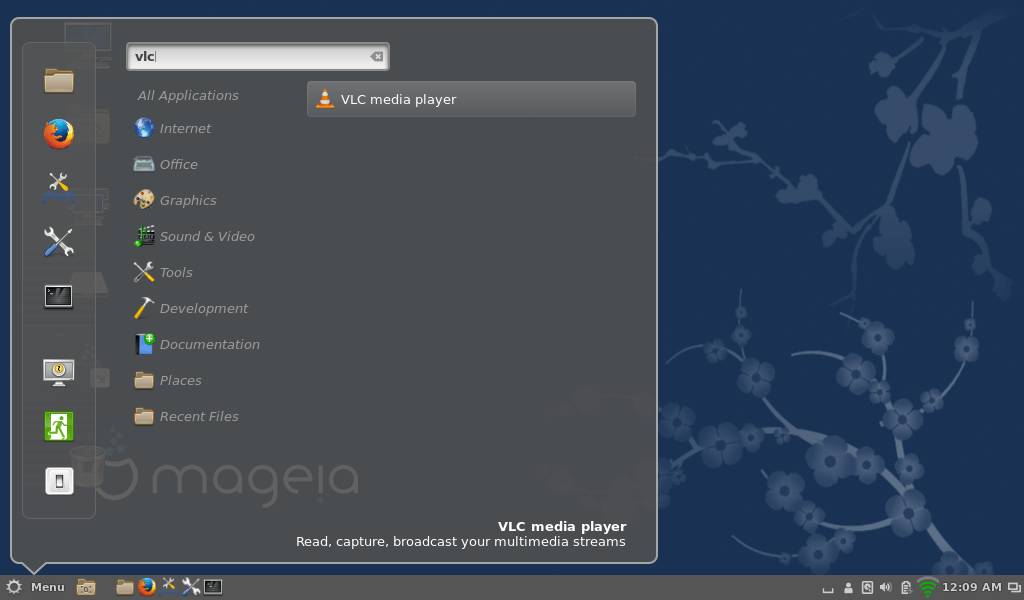 vlc
All Applications
VLC media player
Internet
Office
Graphics
Sound & Video
Tools
Development
Documentation
Places
Recent Files
mageia
VLC media player
Read, capture, broadcast your multimedia streams
Menu
12:09 AM